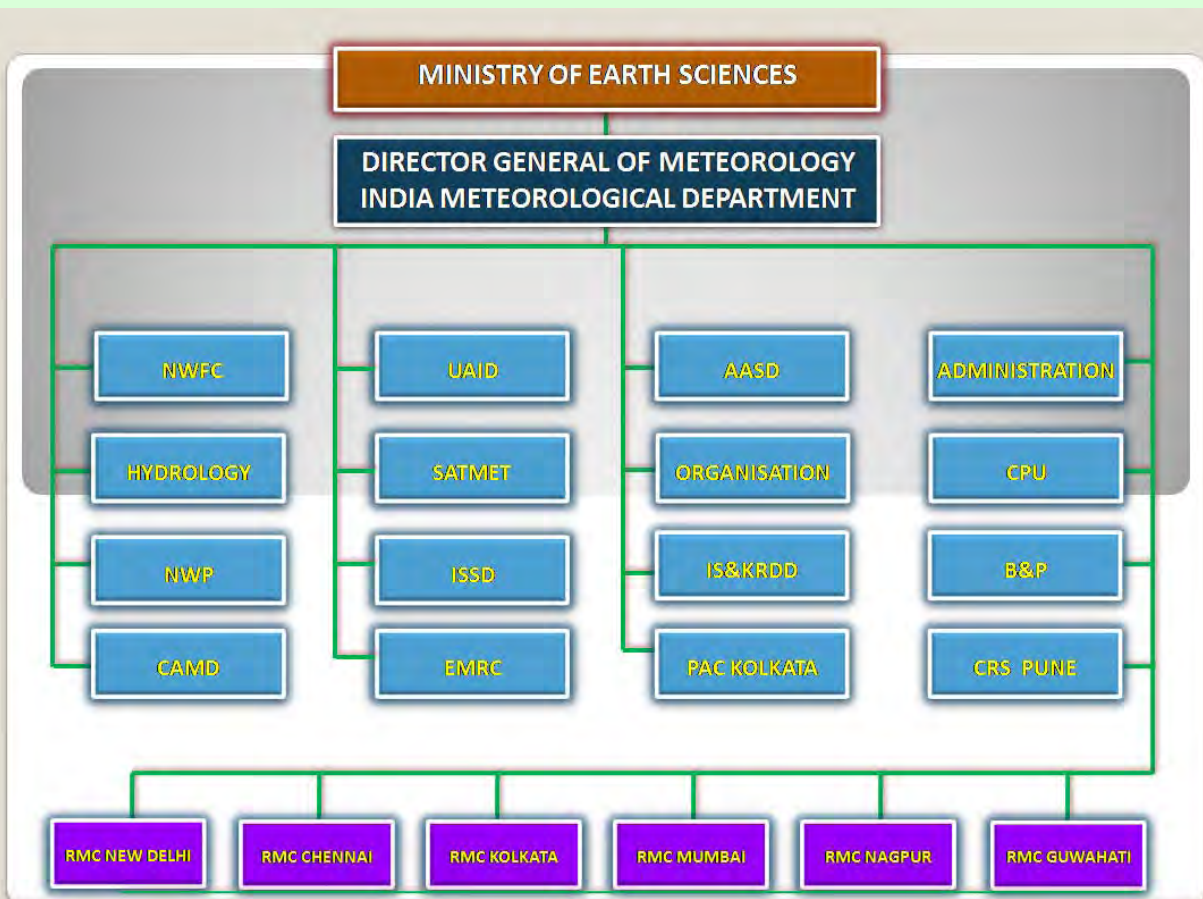 MINISTRY OF EARTH SCIENCES
DIRECTOR GENERAL OF METEOROLOGY
INDIA METEOROLOGICAL DEPARTMENT
NWFC
UAID
AASD
ADMINISTRATION
HYDROLOGY
SATMET
ORGANISATION
CPU
NWP
ISSD
IS&KRDD
B&P
CAMD
EMRC
PAC KOLKATA
CRS PUNE
RMC NEW DELHI
RMC CHENNAI
RMC KOLKATA
RMC MUMBAI
RMC NAGPUR
RMC GUWAHATI